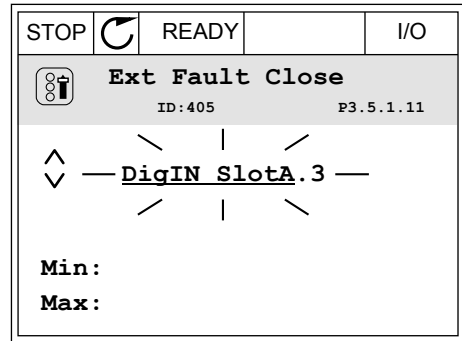 STOP READY I/O
Ext Fault Close
ID:405 P3.5.1.11
DigIN SlotA.3
Min:
Max: